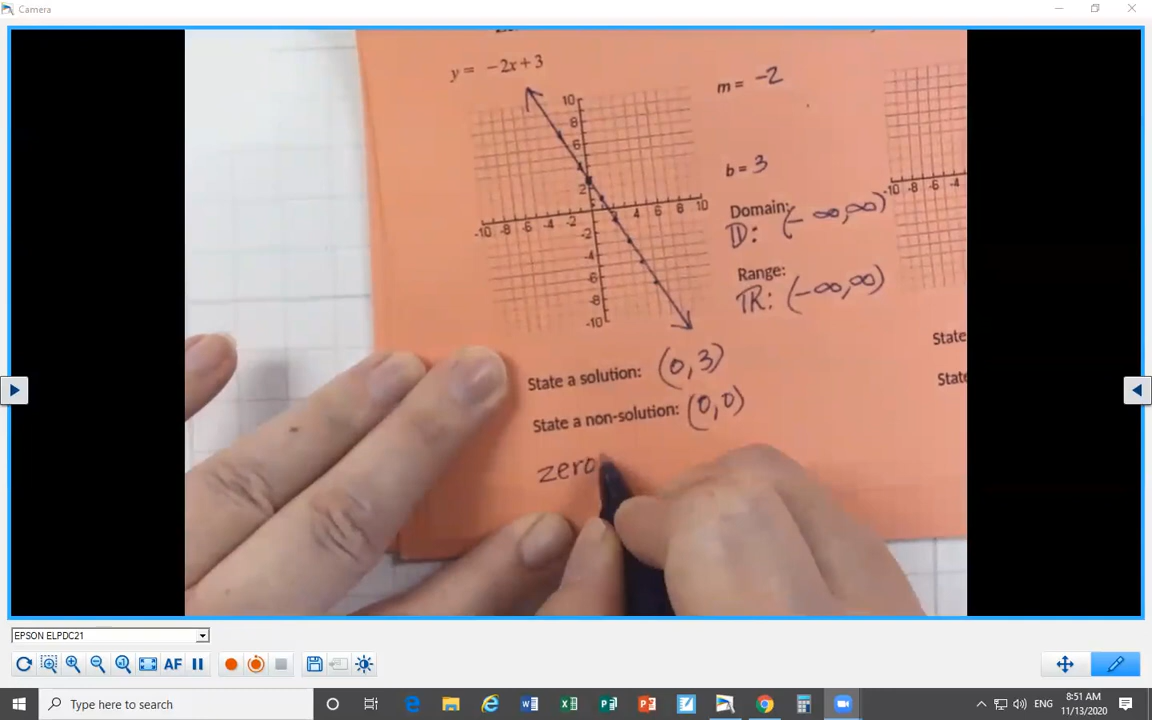 Camera
y = -2x+3
m = -2
b = 3
Domain:
D: (-∞,∞)
Range:
R: (-∞,∞)
10
8
6
4
2
-10 -8 -6 -4 -2 2 4 6 8 10
-2
-4
-6
-8
-10
-10 -8 -6 -4
State a solution: (0,3)
State a non-solution: (0,0)
zero
State
State
EPSON ELPDC21
AF
Type here to search
ENG
8:51 AM
11/13/2020